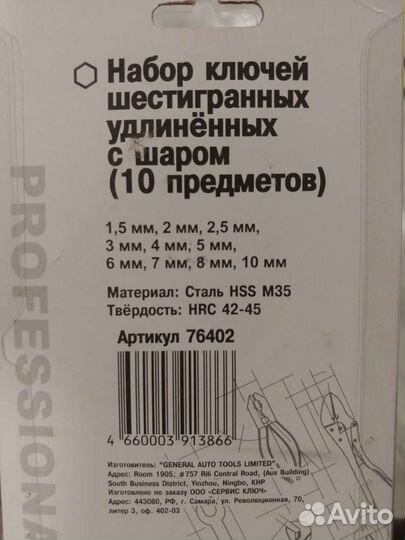 Набор ключей
шестигранных
удлинённых
с шаром
(10 предметов)
1,5 мм, 2 мм, 2,5 мм,
3 мм, 4 мм, 5 мм,
6 мм, 7 мм, 8 мм, 10 мм
Материал: Сталь HSS M35
Твёрдость: HRC 42-45
Артикул 76402
4 660003 913866
Изготовитель: "GENERAL AUTO TOOLS LIMITED"
Адрес: Room 1905, #757 Rili Central Road, (Aux Building)
South Business District, Yinzhou, Ningbo, КНР
Изготовлено по заказу ООО «СЕРВИС КЛЮЧ»
Адрес: 443080, РФ, г. Самара, ул. Революционная, 70,
литер 3, оф. 402-03
PROFESSIONA
Avito